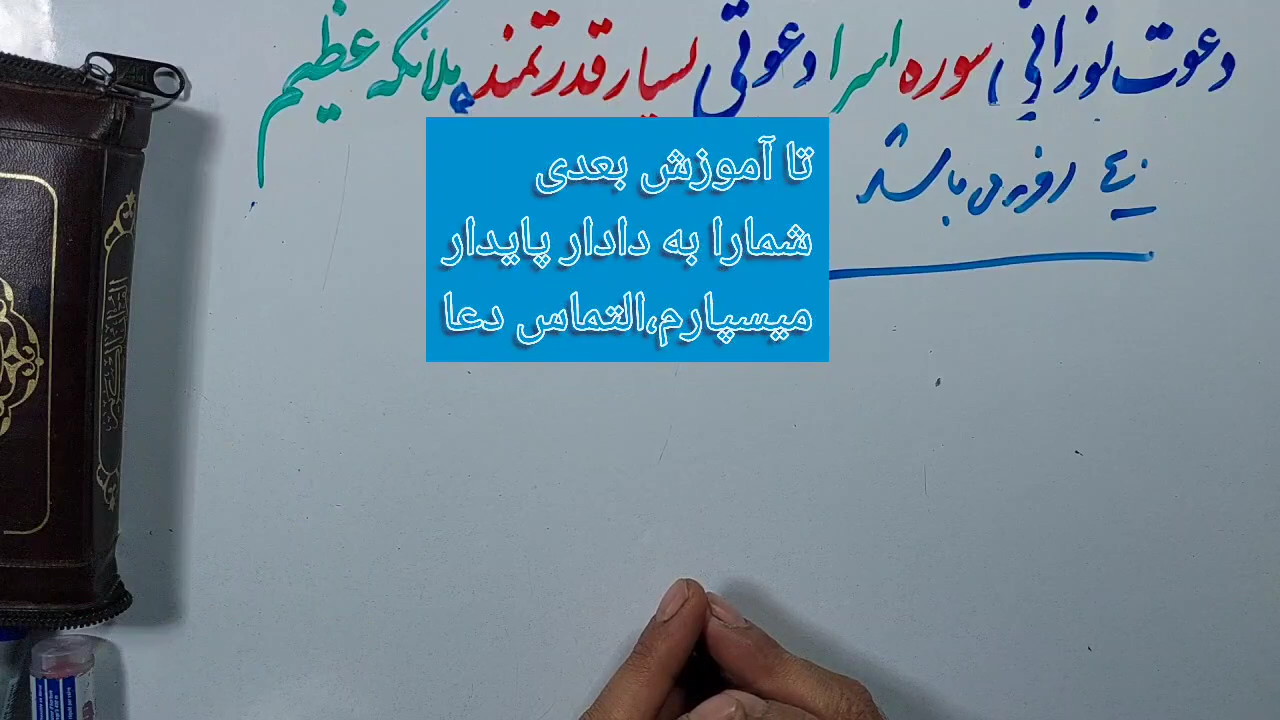 دعوت نورانی سوره اسرا دعوتی بسیار قدرتمند ملائکه عظیم
روزه می باشد
تا آموزش بعدی
شمارا به دادار پایدار
میسپارم،التماس دعا